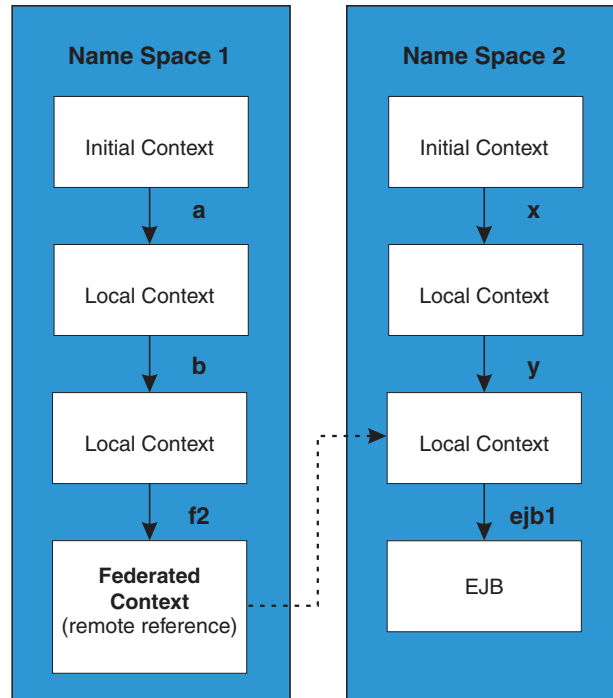 Name Space 1
Initial Context
a
Local Context
b
Local Context
f2
Federated
Context
(remote reference)
Name Space 2
Initial Context
x
Local Context
y
Local Context
ejb1
EJB